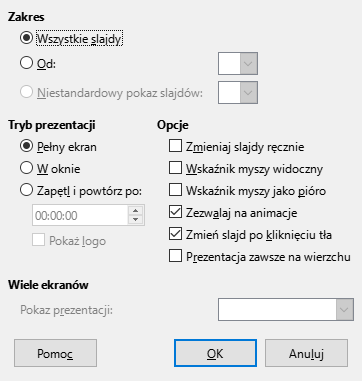 Zakres
Wszystkie slajdy
Od:
Niestandardowy pokaz slajdów:
Tryb prezentacji
Opcje
Pełny ekran
Zmieniaj slajdy ręcznie
W oknie
Wskaźnik myszy widoczny
Zapętl i powtórz po:
Wskaźnik myszy jako pióro
00:00:00
Zezwalaj na animacje
Pokaż logo
Zmień slajd po kliknięciu tła
Prezentacja zawsze na wierzchu
Wiele ekranów
Pokaz prezentacji:
Pomoc
OK
Anuluj